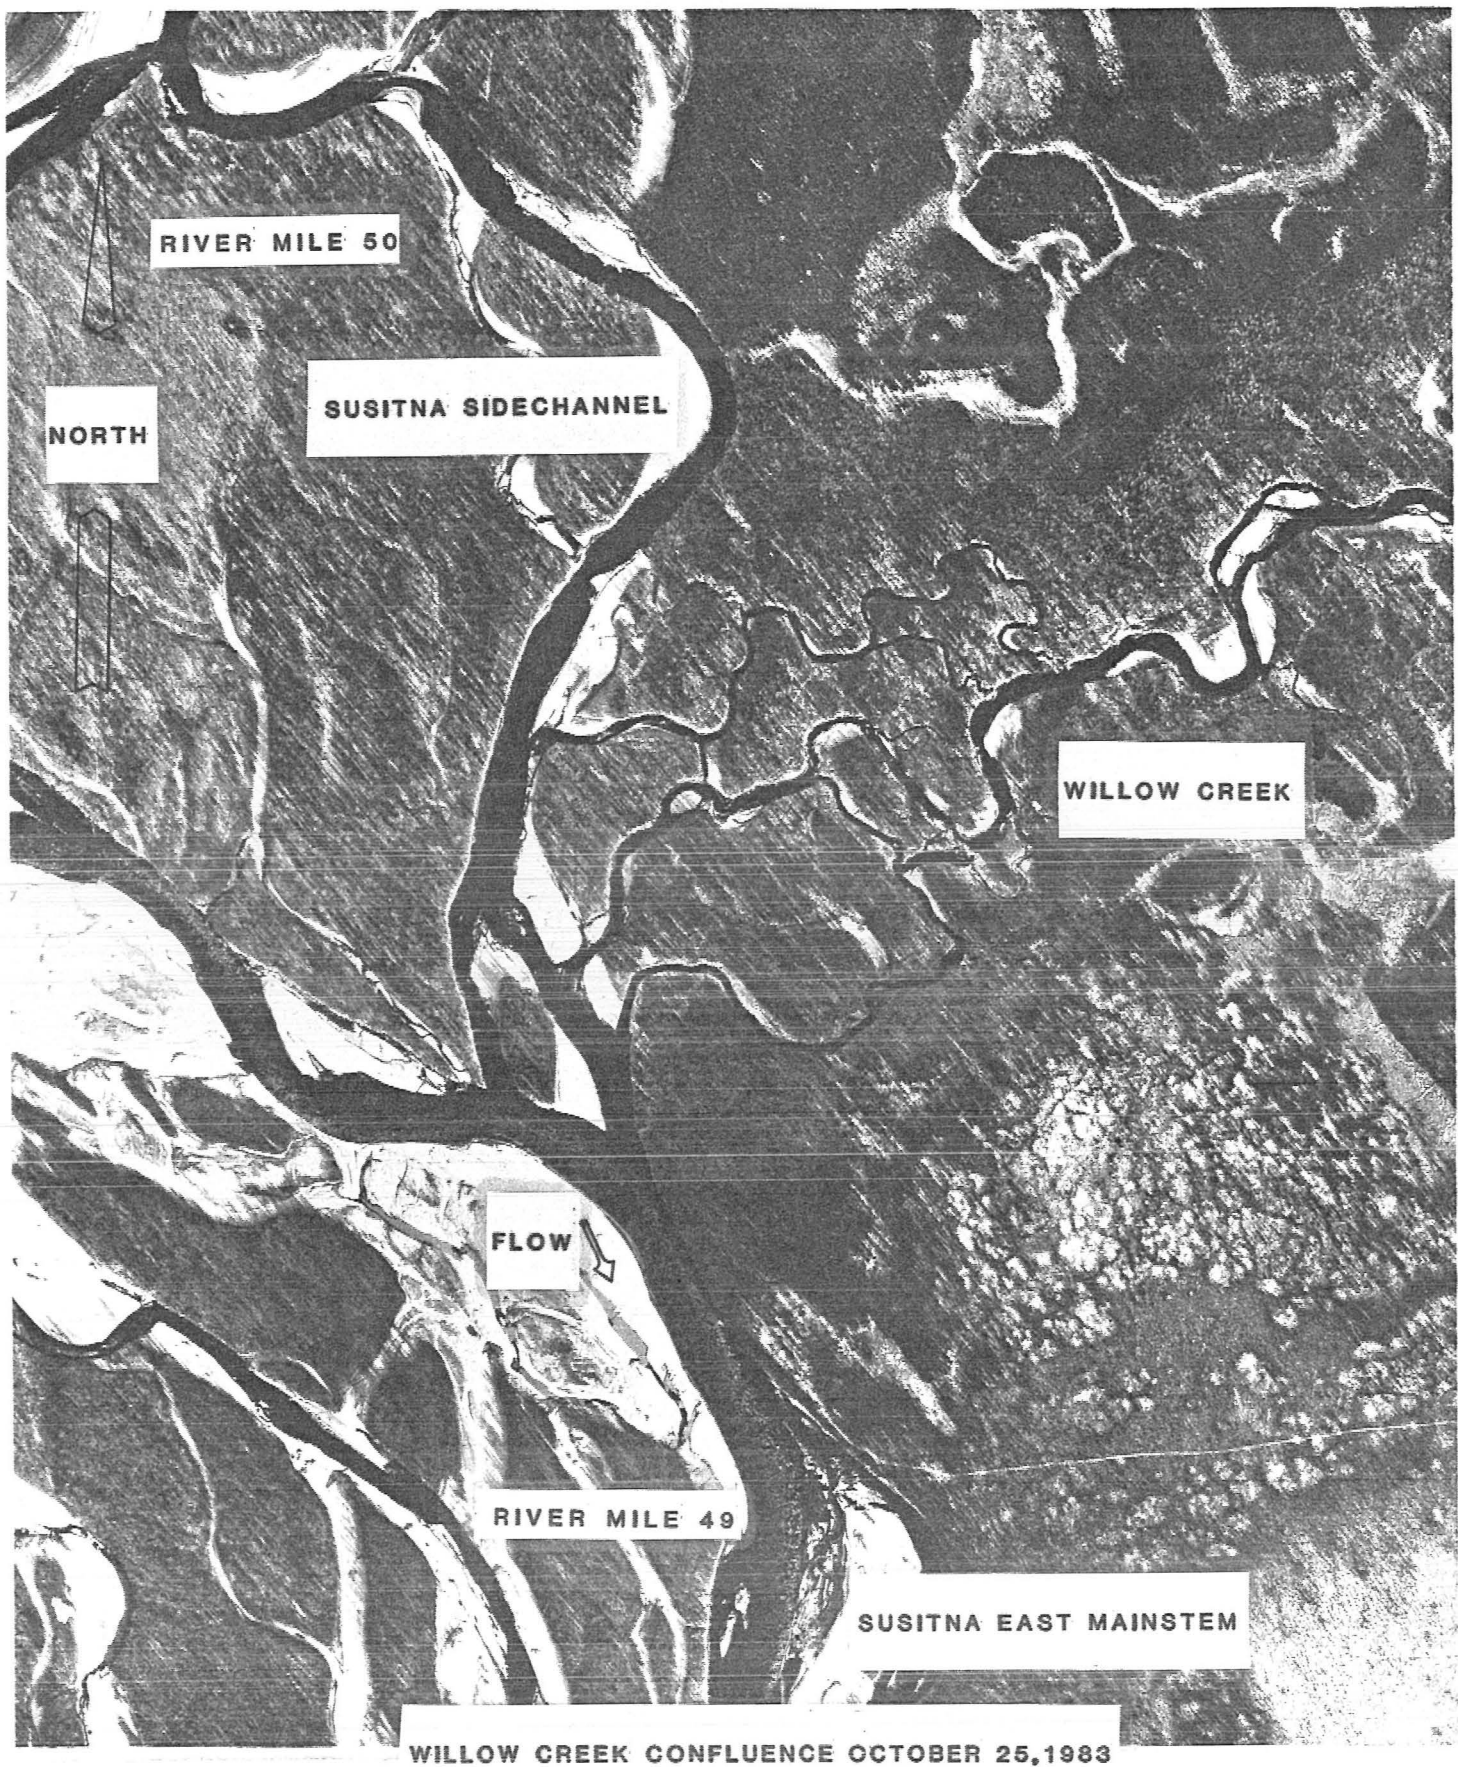 RIVER MILE 50
SUSITNA SIDECHANNEL
NORTH
WILLOW CREEK
FLOW
RIVER MILE 49
SUSITNA EAST MAINSTEM
WILLOW CREEK CONFLUENCE OCTOBER 25,1983